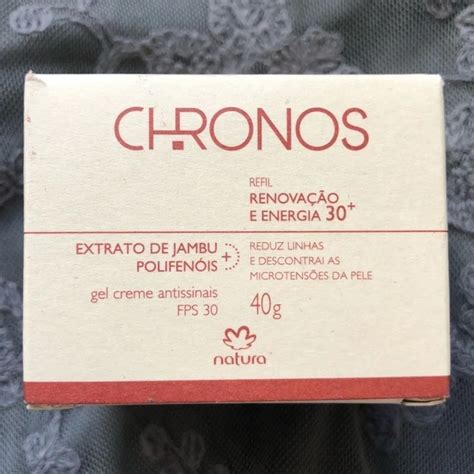 CHRONOS
REFIL
RENOVAÇÃO
E ENERGIA 30+
EXTRATO DE JAMBU +
POLIFENÓIS
gel creme antissinais
FPS 30
REDUZ LINHAS
E DESCONTRAI AS
MICROTENSÕES DA PELE
40g
natura